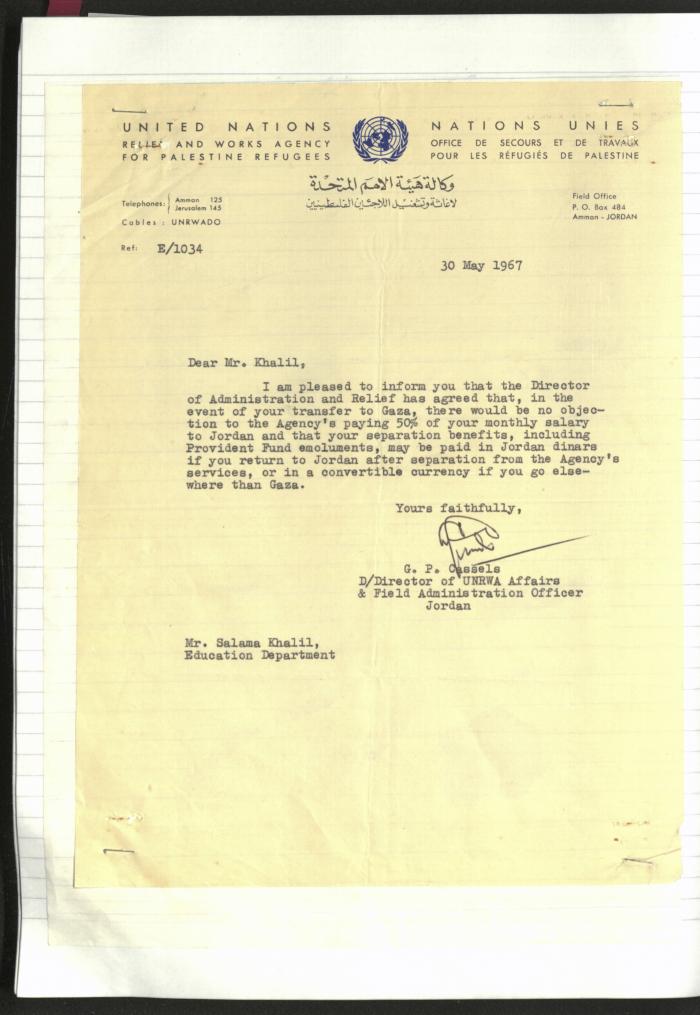 UNITED NATIONS
RELIEF AND WORKS AGENCY
FOR PALESTINE REFUGEES
NATIONS UNIES
OFFICE DE SECOURS ET DE TRAVAUX
POUR LES RÉFUGIÉS DE PALESTINE
وكالة هيئة الأمم المتحدة
لاغاثة وتشغيل اللاجئين الفلسطينيين
Telephones: Amman 125
Jerusalem 145
Cables : UNRWADO
Field Office
P. O. Box 484
Amman - JORDAN
Ref: E/1034
30 May 1967
Dear Mr. Khalil,
I am pleased to inform you that the Director
of Administration and Relief has agreed that, in the
event of your transfer to Gaza, there would be no objec-
tion to the Agency's paying 50% of your monthly salary
to Jordan and that your separation benefits, including
Provident Fund emoluments, may be paid in Jordan dinars
if you return to Jordan after separation from the Agency's
services, or in a convertible currency if you go else-
where than Gaza.
Yours faithfully,
G. P. Cassels
D/Director of UNRWA Affairs
& Field Administration Officer
Jordan
Mr. Salama Khalil,
Education Department